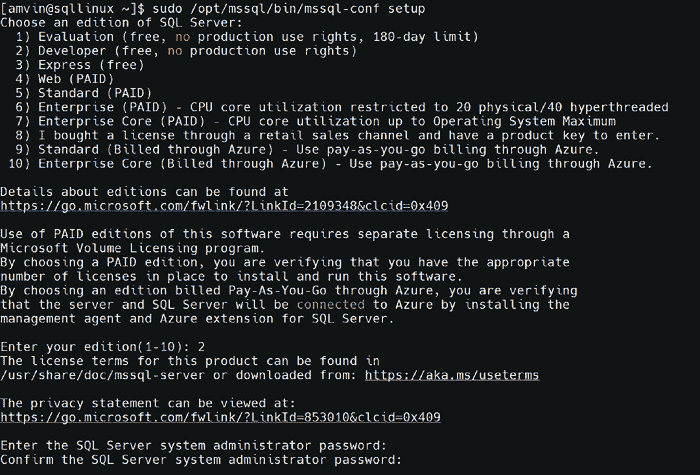 [amvin@sqllinux ~]$ sudo /opt/mssql/bin/mssql-conf setup
Choose an edition of SQL Server:
1) Evaluation (free, no production use rights, 180-day limit)
2) Developer (free, no production use rights)
3) Express (free)
4) Web (PAID)
5) Standard (PAID)
6) Enterprise (PAID) - CPU core utilization restricted to 20 physical/40 hyperthreaded
7) Enterprise Core (PAID) - CPU core utilization up to Operating System Maximum
8) I bought a license through a retail sales channel and have a product key to enter.
9) Standard (Billed through Azure) - Use pay-as-you-go billing through Azure.
10) Enterprise Core (Billed through Azure) - Use pay-as-you-go billing through Azure.
Details about editions can be found at
https://go.microsoft.com/fwlink/?LinkId=2109348&clcid=0x409
Use of PAID editions of this software requires separate licensing through a
Microsoft Volume Licensing program.
By choosing a PAID edition, you are verifying that you have the appropriate
number of licenses in place to install and run this software.
By choosing an edition billed Pay-As-You-Go through Azure, you are verifying
that the server and SQL Server will be connected to Azure by installing the
management agent and Azure extension for SQL Server.
Enter your edition(1-10): 2
The license terms for this product can be found in
/usr/share/doc/mssql-server or downloaded from: https://aka.ms/useterms
The privacy statement can be viewed at:
https://go.microsoft.com/fwlink/?LinkId=853010&clcid=0x409
Enter the SQL Server system administrator password:
Confirm the SQL Server system administrator password: